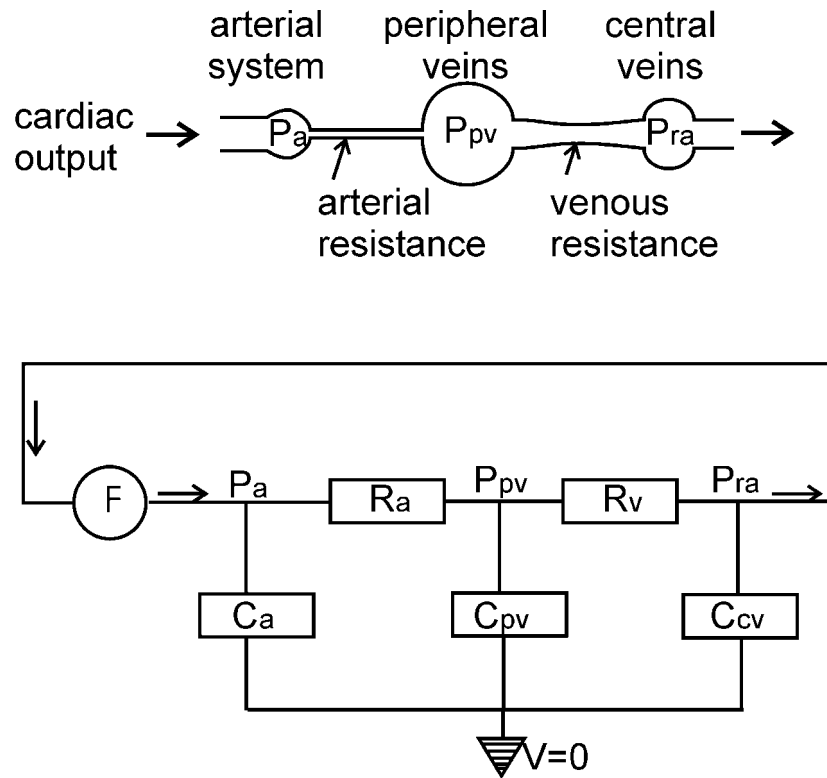 arterial system
peripheral veins
central veins
cardiac output
Pa
Ppv
Pra
arterial resistance
venous resistance
F
Pa
Ra
Ppv
Rv
Pra
Ca
Cpv
Ccv
V=0